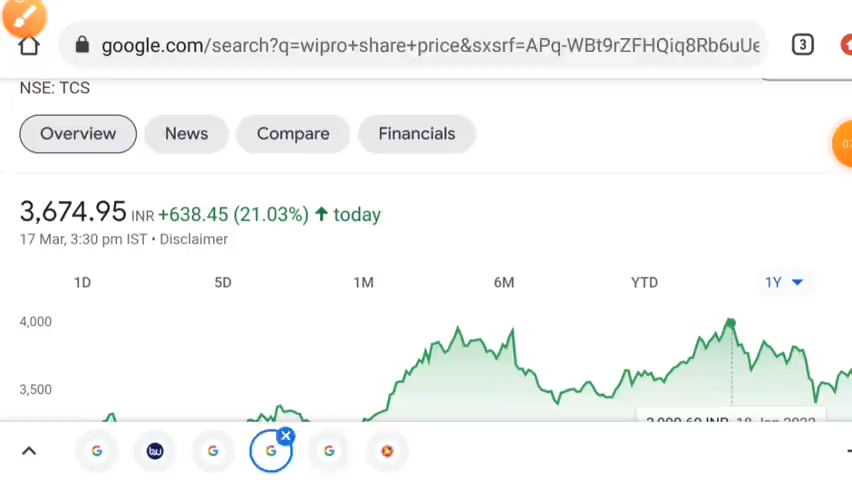 google.com/search?q=wipro+share+price&sxsrf=APq-WBt9rZFHQiq8Rb6uUe
3
NSE: TCS
Overview News Compare Financials
07
3,674.95 INR +638.45 (21.03%) ↑ today
17 Mar, 3:30 pm IST • Disclaimer
1D 5D 1M 6M YTD 1Y
4,000
3,500